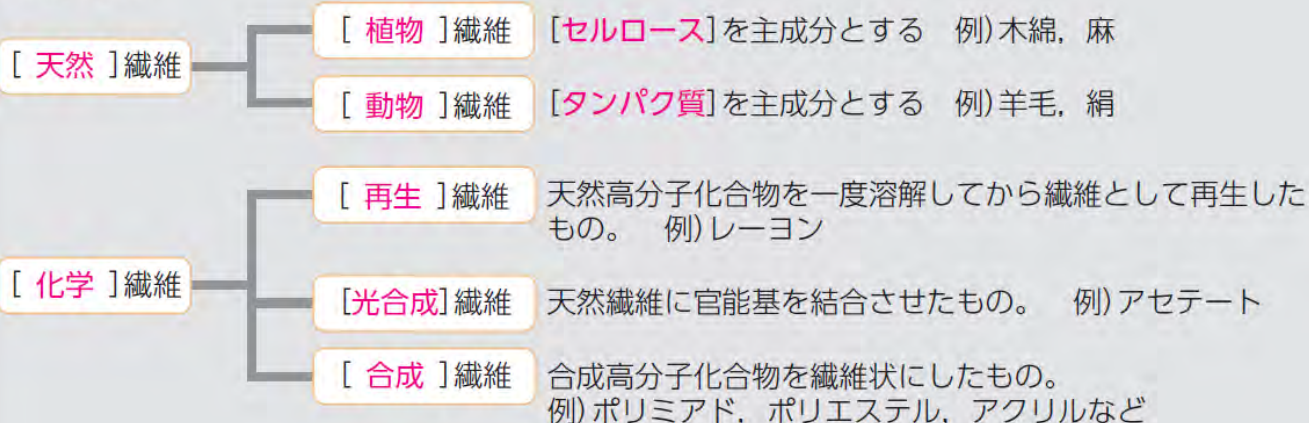 [ 天然 ]繊維
[ 植物 ]繊維 [セルロース]を主成分とする 例)木綿，麻
[ 動物 ]繊維 [タンパク質]を主成分とする 例)羊毛，絹
[ 化学 ]繊維
[ 再生 ]繊維 天然高分子化合物を一度溶解してから繊維として再生した
もの。 例)レーヨン
[光合成]繊維 天然繊維に官能基を結合させたもの。 例)アセテート
[ 合成 ]繊維 合成高分子化合物を繊維状にしたもの。
例)ポリミアド，ポリエステル，アクリルなど